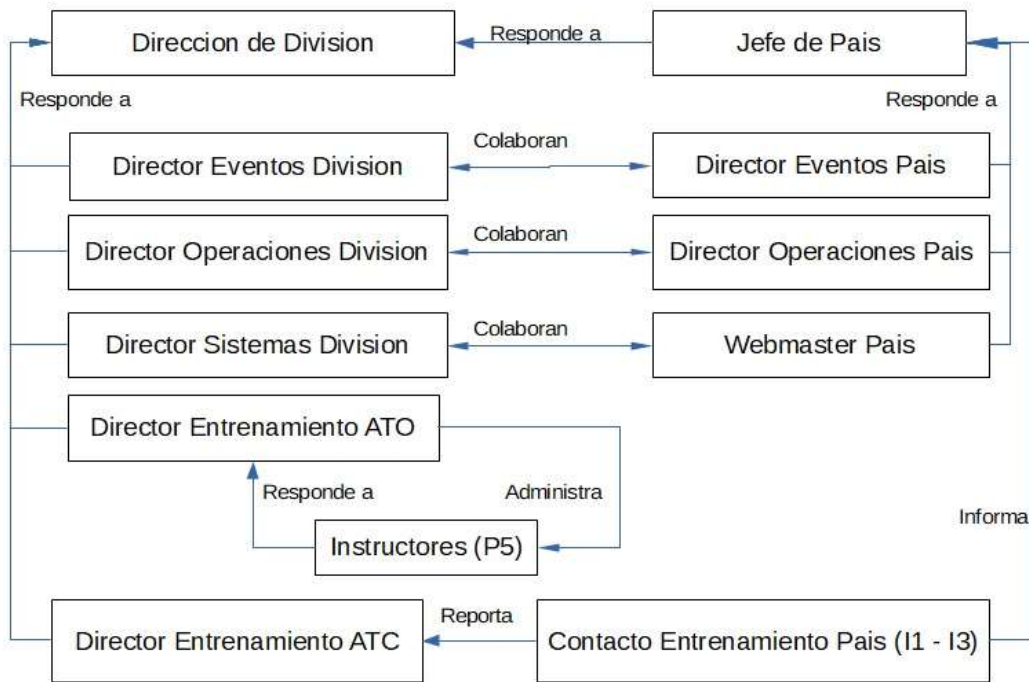 Direccion de Division
Responde a
Jefe de Pais
Responde a
Responde a
Director Eventos Division
Colaboran
Director Eventos Pais
Director Operaciones Division
Colaboran
Director Operaciones Pais
Director Sistemas Division
Colaboran
Webmaster Pais
Director Entrenamiento ATO
Responde a
Administra
Instructores (P5)
Informa
Director Entrenamiento ATC
Reporta
Contacto Entrenamiento Pais (I1 - I3)